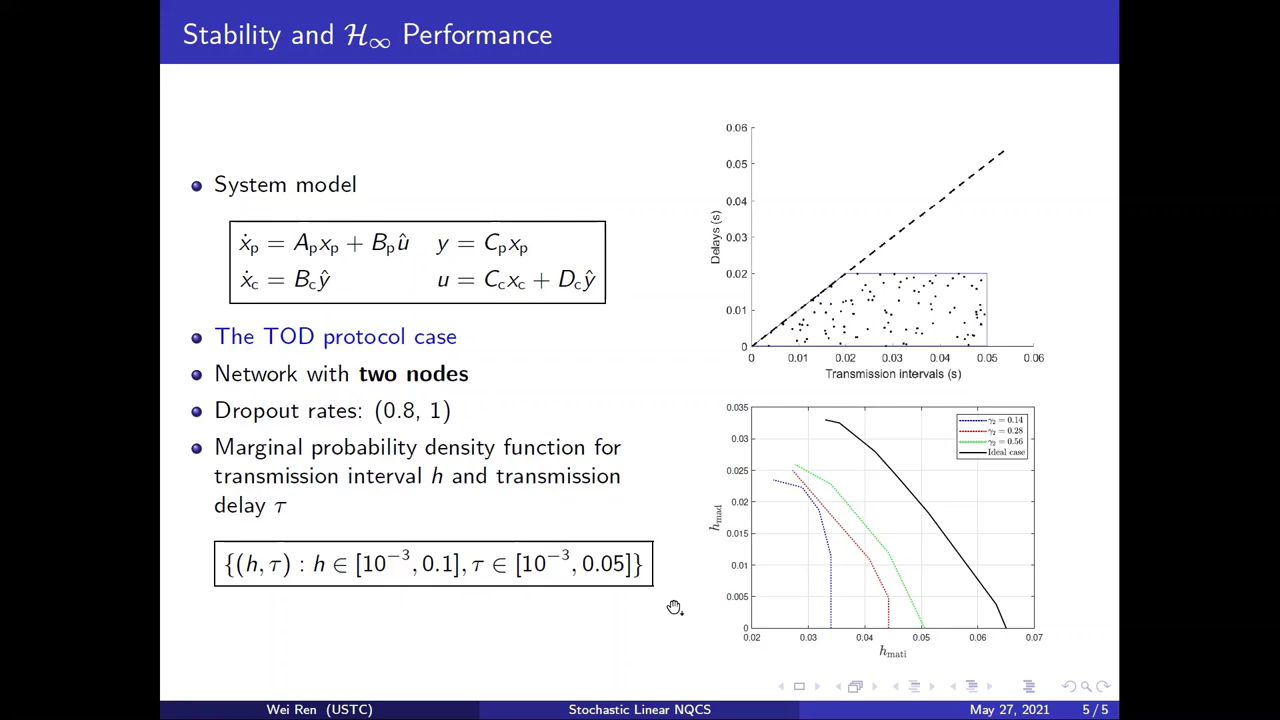 Stability and ℋ∞ Performance
System model
ẋp = Apxp + Bpû   y = Cpxp
ẋc = Bcŷ   u = Ccxc + Dcŷ
The TOD protocol case
Network with two nodes
Dropout rates: (0.8, 1)
Marginal probability density function for
transmission interval h and transmission
delay τ
{(h, τ) : h ∈ [10⁻³, 0.1], τ ∈ [10⁻³, 0.05]}
0.06
0.05
0.04
0.03
0.02
0.01
0
Delays (s)
0 0.01 0.02 0.03 0.04 0.05 0.06
Transmission intervals (s)
0.035
0.03
0.025
0.02
0.015
0.01
0.005
0
hmad
γ₂ = 0.14
γ₂ = 0.28
γ₂ = 0.56
Ideal case
0.02 0.03 0.04 0.05 0.06 0.07
hmati
Wei Ren (USTC) Stochastic Linear NQCS May 27, 2021 5 / 5